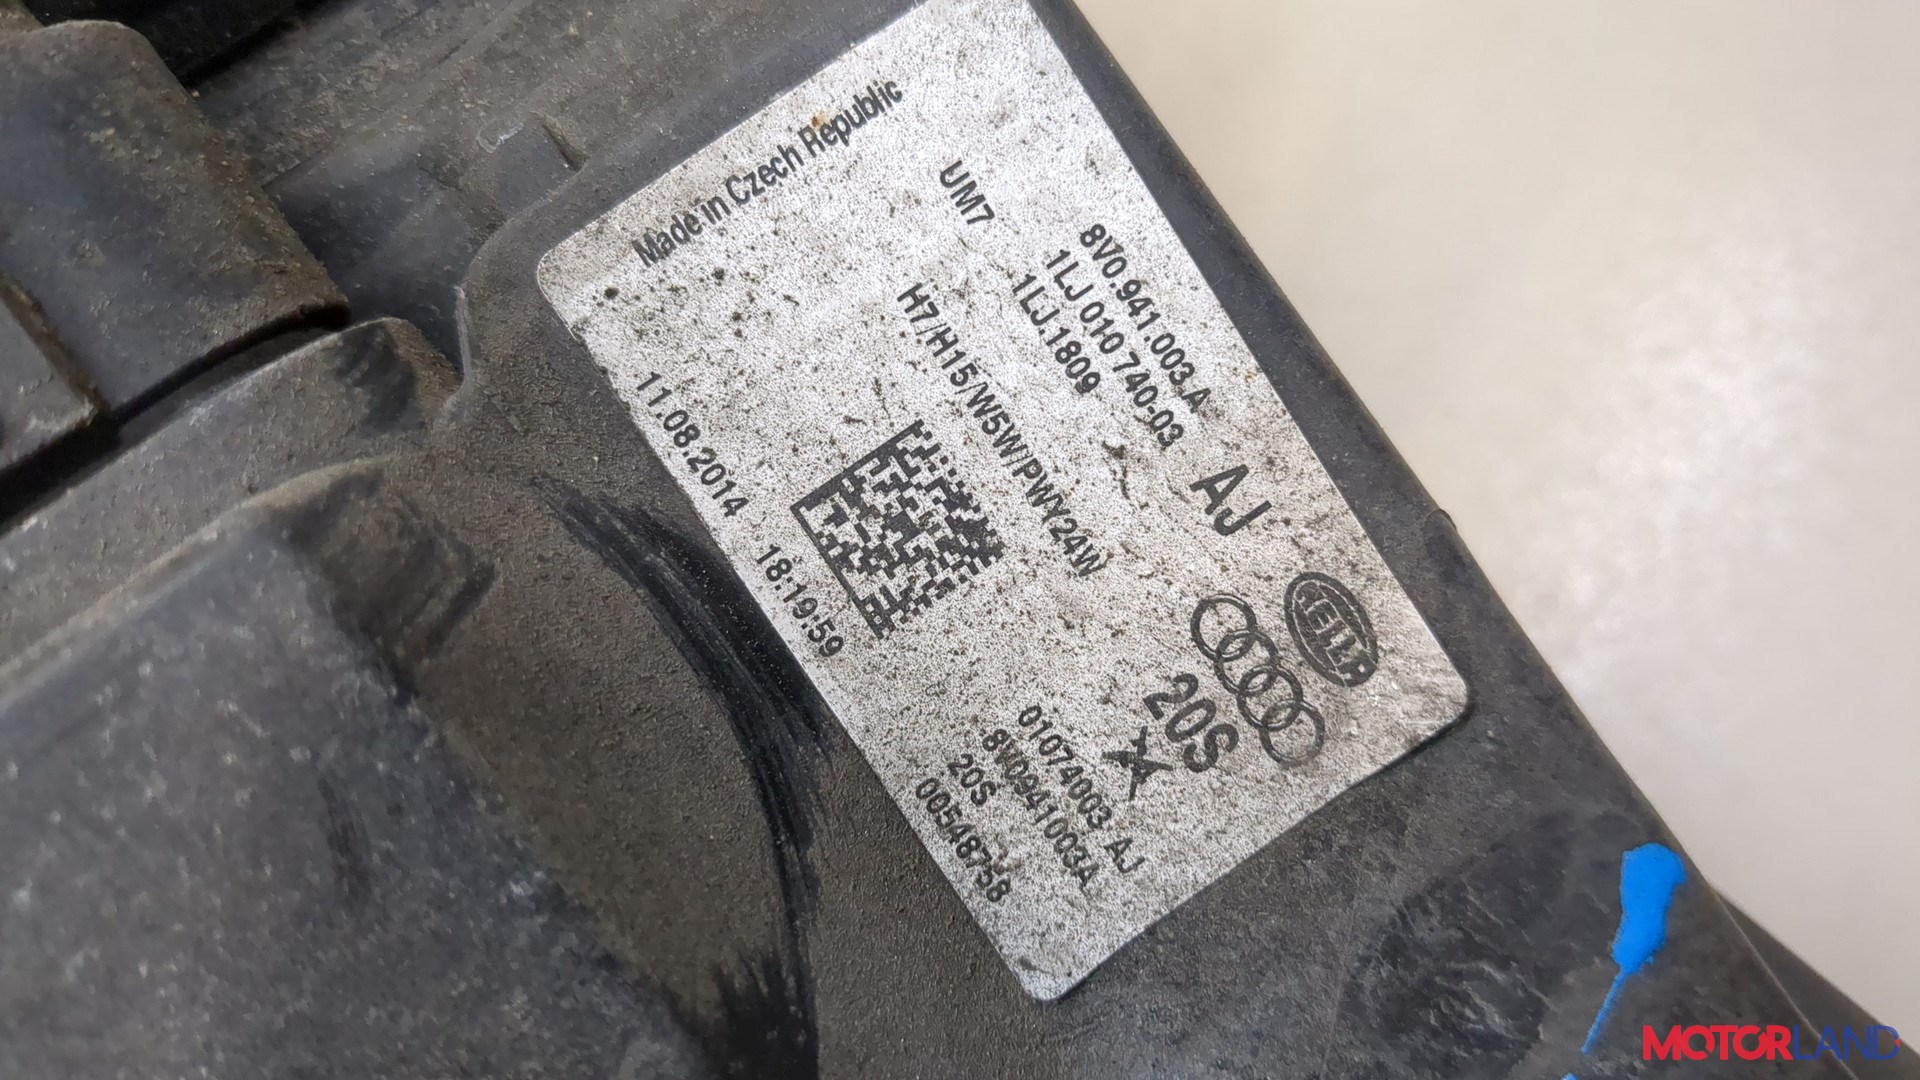 8V0.941.003.A
1LJ 010 740-03
1LJ.1809
AJ
HELLA
UM7
H7/H15/W5W/PWY24W
20S
Made in Czech Republic
11.08.2014 18:19:59
01074003 AJ
8V0941003A
20S
00548758
MOTORLAND